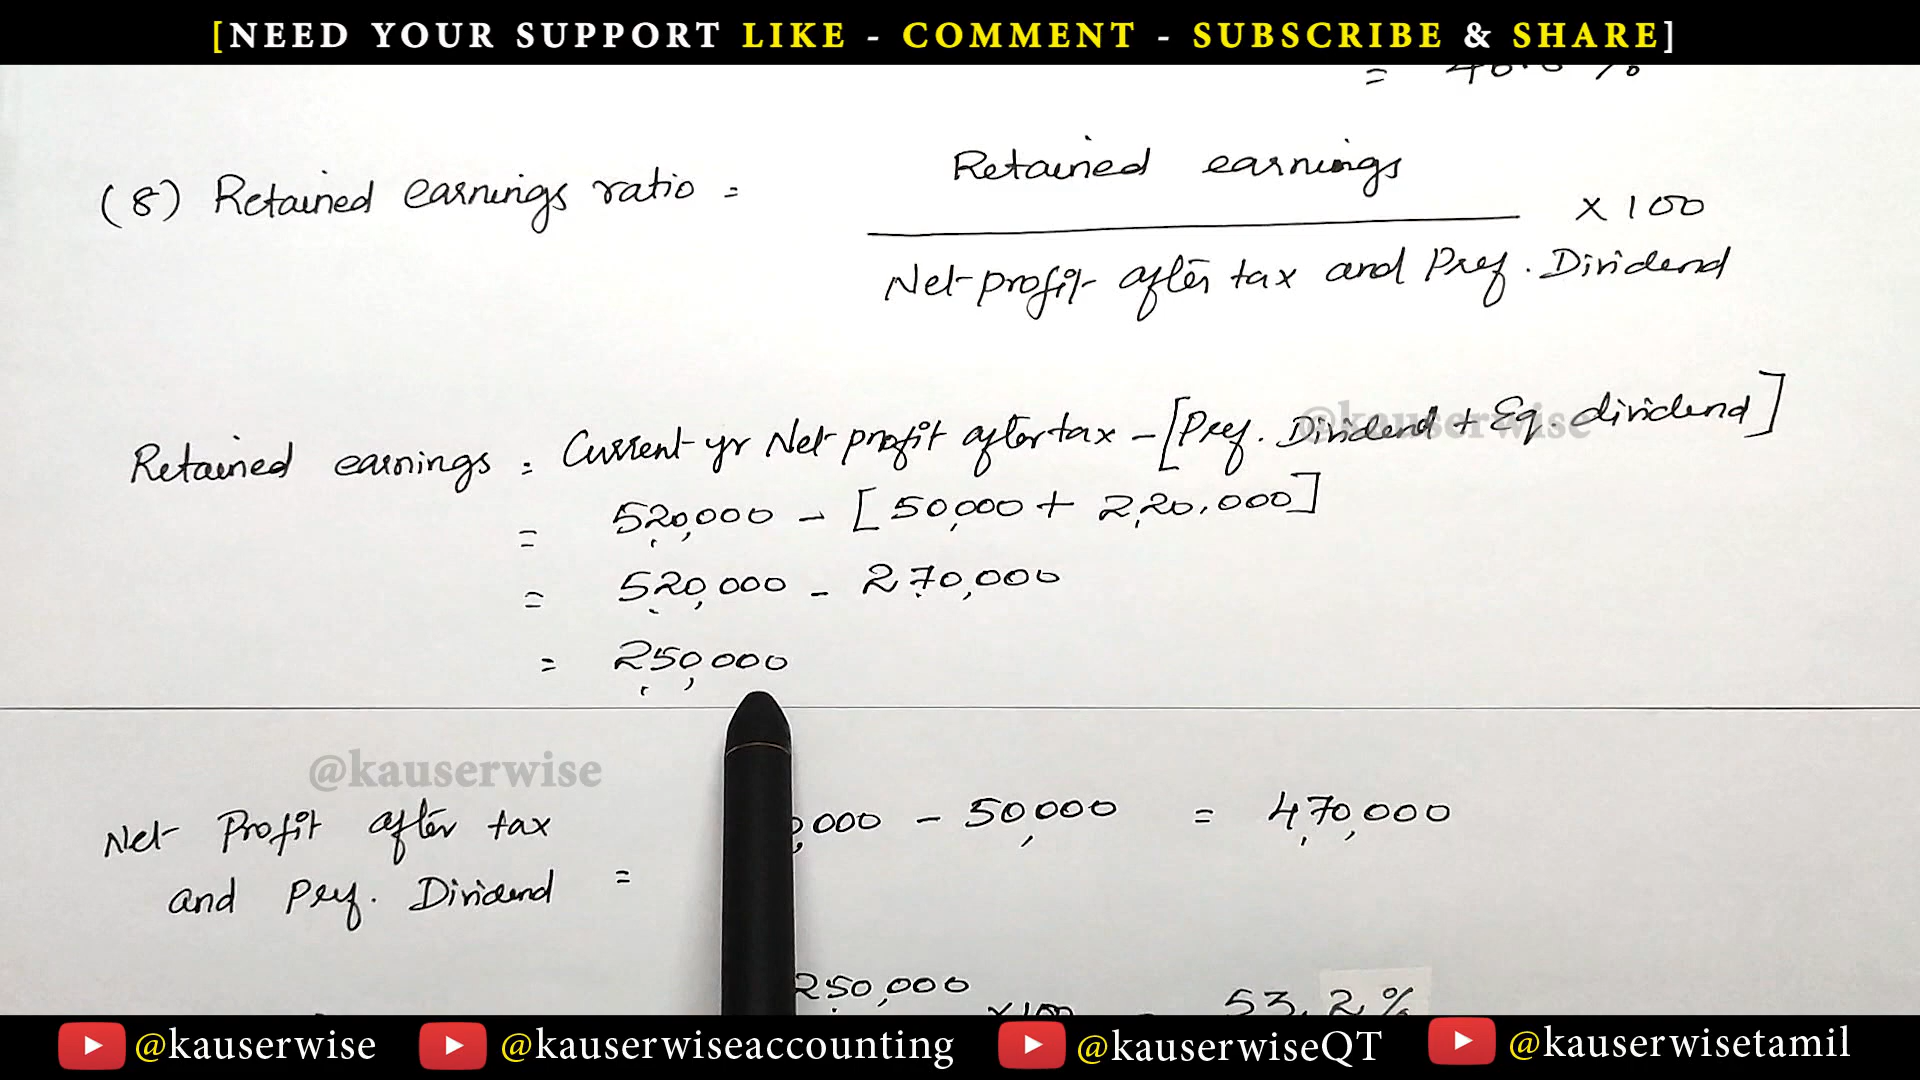 [NEED YOUR SUPPORT LIKE - COMMENT - SUBSCRIBE & SHARE]
(8) Retained earnings ratio =
Retained earnings
x 100
Net profit after tax and Pref. Dividend
@kauserwise
Retained earnings = Current yr Net profit after tax - [Pref. Dividend + Eq. dividend]
= 520,000 - [50,000 + 2,20,000]
= 520,000 - 270,000
= 250,000
@kauserwise
Net Profit after tax
and Pref. Dividend =
,000 - 50,000 = 470,000
250,000
x100
53.2%
@kauserwise @kauserwiseaccounting @kauserwiseQT @kauserwisetamil